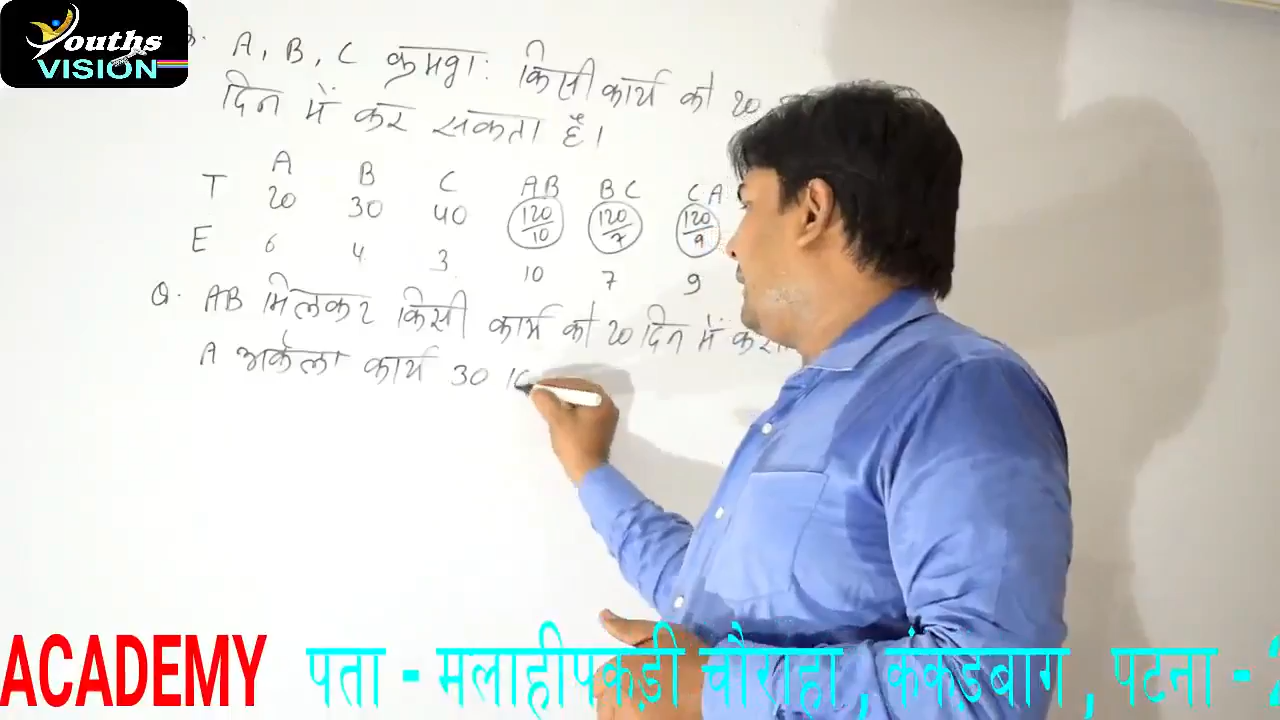 Youths
VISION
A, B, C क्रमशः किसी कार्य को 20
दिन में कर सकता है।
A B C AB BC CA
T 20 30 40 120/10 120/7 120/9
E 6 4 3 10 7 9
Q. AB मिलकर किसी कार्य को 20 दिन में
A अकेला कार्य 30
ACADEMY पता - मलाहीपकड़ी चौराहा , कंकड़बाग , पटना -